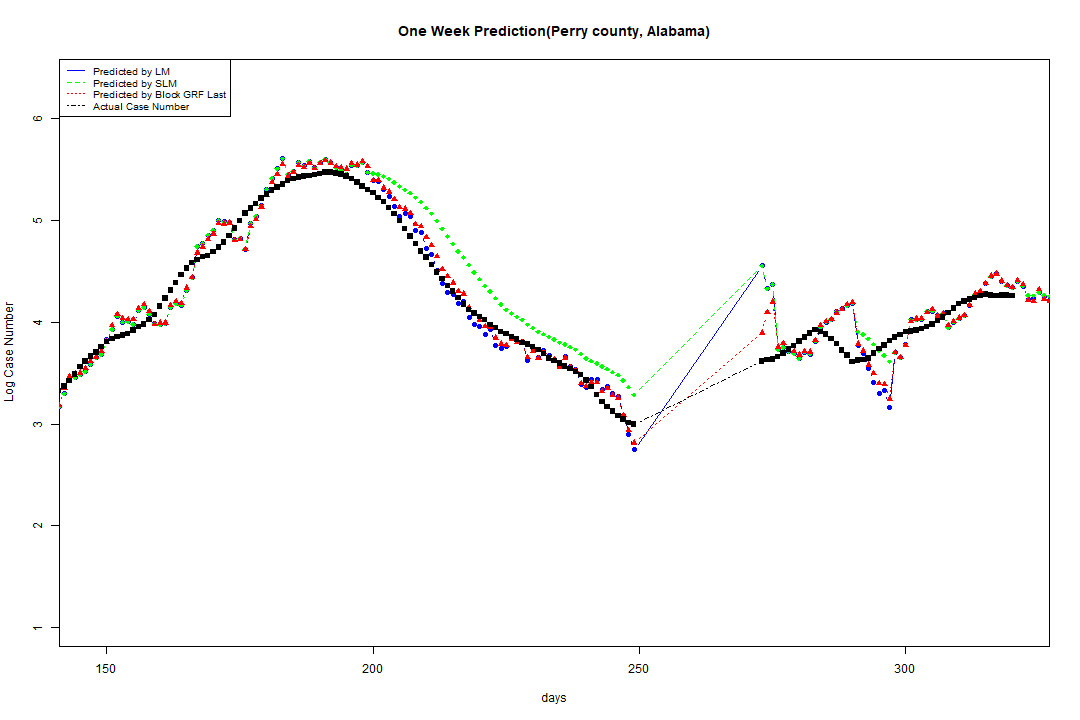 One Week Prediction(Perry county, Alabama)
Predicted by LM
Predicted by SLM
Predicted by Block GRF Last
Actual Case Number
6
5
4
3
2
1
Log Case Number
150 200 250 300
days